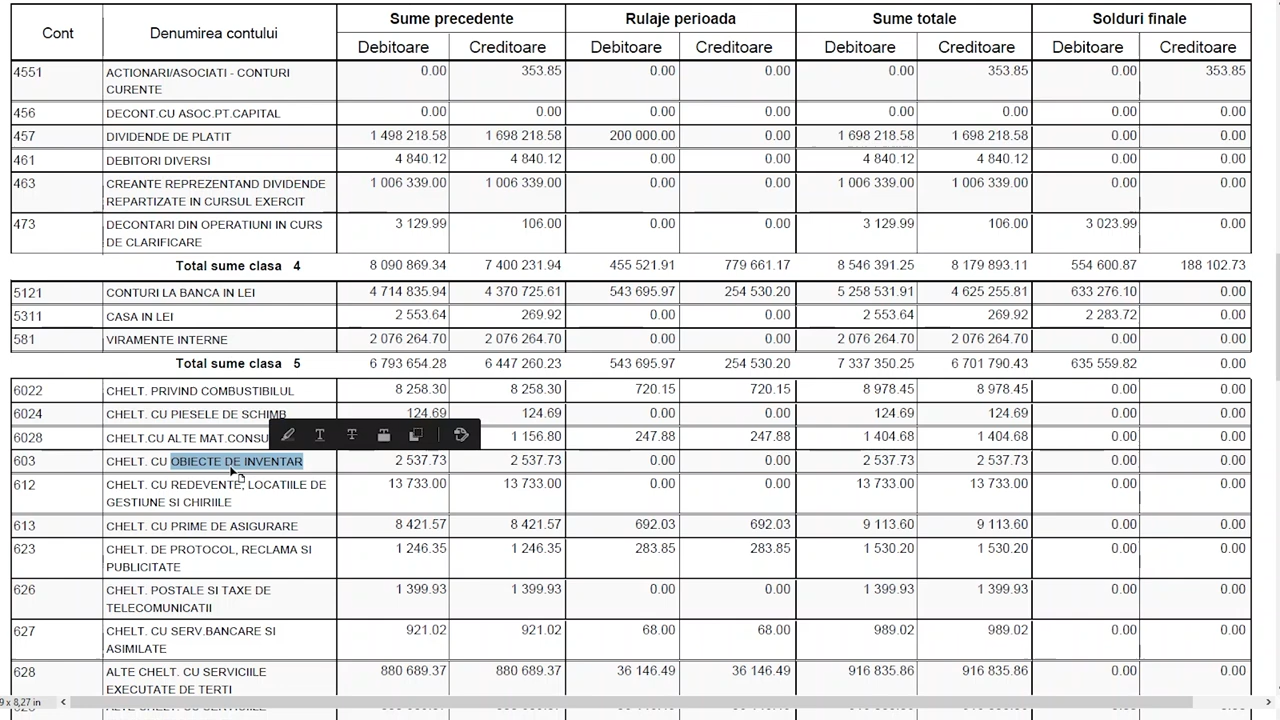 Cont Denumirea contului Sume precedente Rulaje perioada Sume totale Solduri finale
Debitoare Creditoare Debitoare Creditoare Debitoare Creditoare Debitoare Creditoare
4551 ACTIONARI/ASOCIATI - CONTURI 0.00 353.85 0.00 0.00 0.00 353.85 0.00 353.85
CURENTE
456 DECONT.CU ASOC.PT.CAPITAL 0.00 0.00 0.00 0.00 0.00 0.00 0.00 0.00
457 DIVIDENDE DE PLATIT 1 498 218.58 1 698 218.58 200 000.00 0.00 1 698 218.58 1 698 218.58 0.00 0.00
461 DEBITORI DIVERSI 4 840.12 4 840.12 0.00 0.00 4 840.12 4 840.12 0.00 0.00
463 CREANTE REPREZENTAND DIVIDENDE 1 006 339.00 1 006 339.00 0.00 0.00 1 006 339.00 1 006 339.00 0.00 0.00
REPARTIZATE IN CURSUL EXERCIT
473 DECONTARI DIN OPERATIUNI IN CURS 3 129.99 106.00 0.00 0.00 3 129.99 106.00 3 023.99 0.00
DE CLARIFICARE
Total sume clasa 4 8 090 869.34 7 400 231.94 455 521.91 779 661.17 8 546 391.25 8 179 893.11 554 600.87 188 102.73
5121 CONTURI LA BANCA IN LEI 4 714 835.94 4 370 725.61 543 695.97 254 530.20 5 258 531.91 4 625 255.81 633 276.10 0.00
5311 CASA IN LEI 2 553.64 269.92 0.00 0.00 2 553.64 269.92 2 283.72 0.00
581 VIRAMENTE INTERNE 2 076 264.70 2 076 264.70 0.00 0.00 2 076 264.70 2 076 264.70 0.00 0.00
Total sume clasa 5 6 793 654.28 6 447 260.23 543 695.97 254 530.20 7 337 350.25 6 701 790.43 635 559.82 0.00
6022 CHELT. PRIVIND COMBUSTIBILUL 8 258.30 8 258.30 720.15 720.15 8 978.45 8 978.45 0.00 0.00
6024 CHELT. CU PIESELE DE SCHIMB 124.69 124.69 0.00 0.00 124.69 124.69 0.00 0.00
6028 CHELT.CU ALTE MAT.CONSU 1 156.80 247.88 247.88 1 404.68 1 404.68 0.00 0.00
603 CHELT. CU OBIECTE DE INVENTAR 2 537.73 2 537.73 0.00 0.00 2 537.73 2 537.73 0.00 0.00
612 CHELT. CU REDEVENTE, LOCATIILE DE 13 733.00 13 733.00 0.00 0.00 13 733.00 13 733.00 0.00 0.00
GESTIUNE SI CHIRIILE
613 CHELT. CU PRIME DE ASIGURARE 8 421.57 8 421.57 692.03 692.03 9 113.60 9 113.60 0.00 0.00
623 CHELT. DE PROTOCOL, RECLAMA SI 1 246.35 1 246.35 283.85 283.85 1 530.20 1 530.20 0.00 0.00
PUBLICITATE
626 CHELT. POSTALE SI TAXE DE 1 399.93 1 399.93 0.00 0.00 1 399.93 1 399.93 0.00 0.00
TELECOMUNICATII
627 CHELT. CU SERV.BANCARE SI 921.02 921.02 68.00 68.00 989.02 989.02 0.00 0.00
ASIMILATE
628 ALTE CHELT. CU SERVICIILE 880 689.37 880 689.37 36 146.49 36 146.49 916 835.86 916 835.86 0.00 0.00
EXECUTATE DE TERTI
9 x 8,27 in